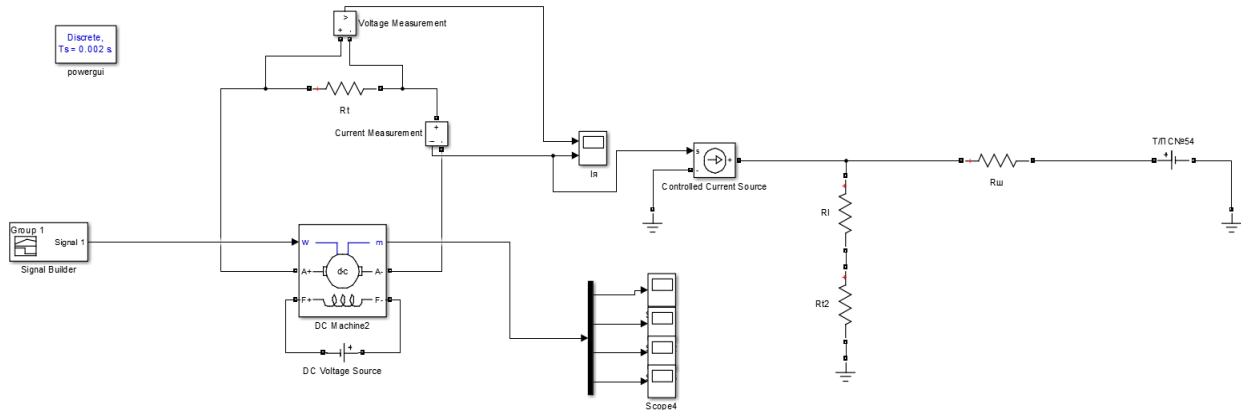 Voltage Measurement
Discrete,
Ts = 0.002 s.
powergui
Rt
Current Measurement
Iя
s
Controlled Current Source
Т/ПС№54
Rш
Rl
Rt2
Group 1
Signal 1
Signal Builder
w
m
A+
dc
A-
F+
F-
DC Machine2
DC Voltage Source
Scope4